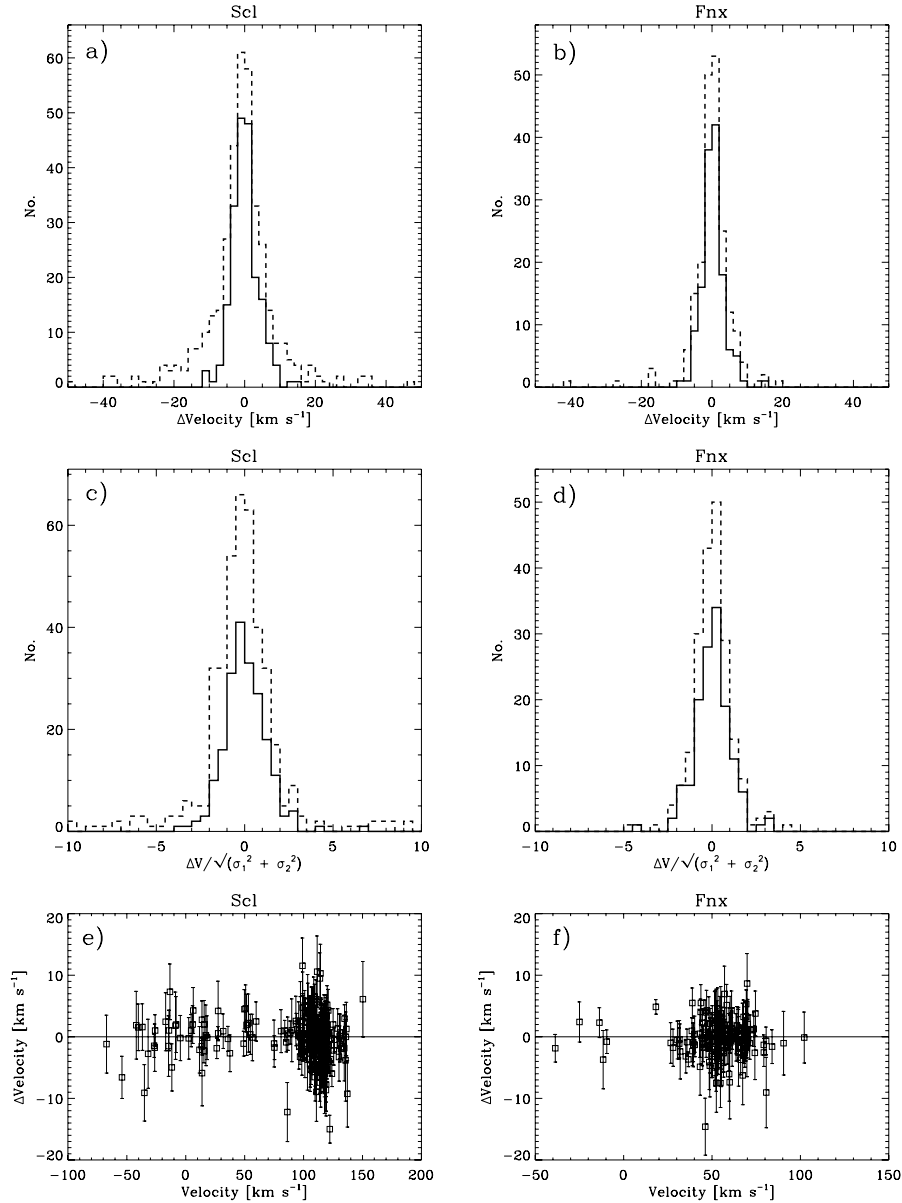 Scl
a)
60
50
40
30
20
10
0
No.
−40 −20 0 20 40
ΔVelocity [km s⁻¹]
Fnx
b)
50
40
30
20
10
0
No.
−40 −20 0 20 40
ΔVelocity [km s⁻¹]
Scl
c)
60
40
20
0
No.
−10 −5 0 5 10
ΔV/√(σ₁² + σ₂²)
Fnx
d)
50
40
30
20
10
0
No.
−10 −5 0 5 10
ΔV/√(σ₁² + σ₂²)
Scl
e)
20
10
0
−10
−20
ΔVelocity [km s⁻¹]
−100 −50 0 50 100 150 200
Velocity [km s⁻¹]
Fnx
f)
20
10
0
−10
−20
ΔVelocity [km s⁻¹]
−50 0 50 100 150
Velocity [km s⁻¹]